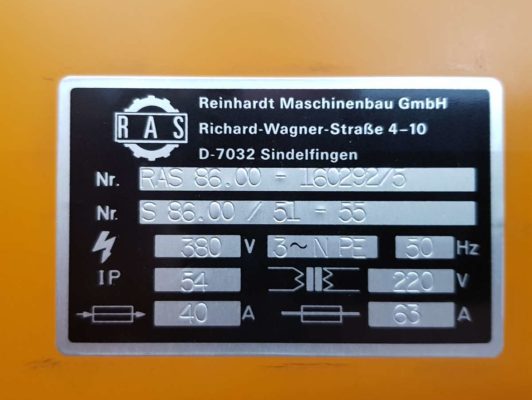 RAS
Reinhardt Maschinenbau GmbH
Richard-Wagner-Straße 4-10
D-7032 Sindelfingen
Nr. RAS 86.00 - 160292/5
Nr. S 86.00 / 51 - 55
380 V 3~N PE 50 Hz
IP 54 220 V
40 A 63 A